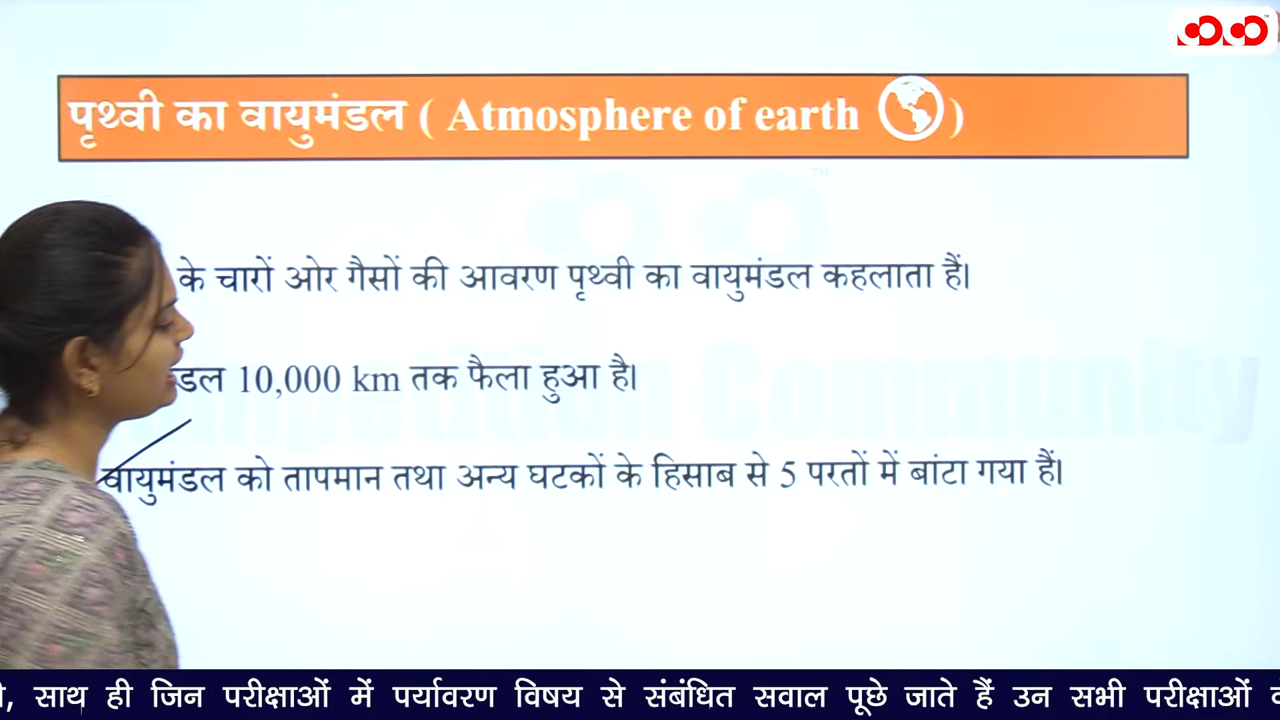 पृथ्वी का वायुमंडल ( Atmosphere of earth )
के चारों ओर गैसों की आवरण पृथ्वी का वायुमंडल कहलाता हैं।
डल 10,000 km तक फैला हुआ है।
वायुमंडल को तापमान तथा अन्य घटकों के हिसाब से 5 परतों में बांटा गया हैं।
साथ ही जिन परीक्षाओं में पर्यावरण विषय से संबंधित सवाल पूछे जाते हैं उन सभी परीक्षाओं